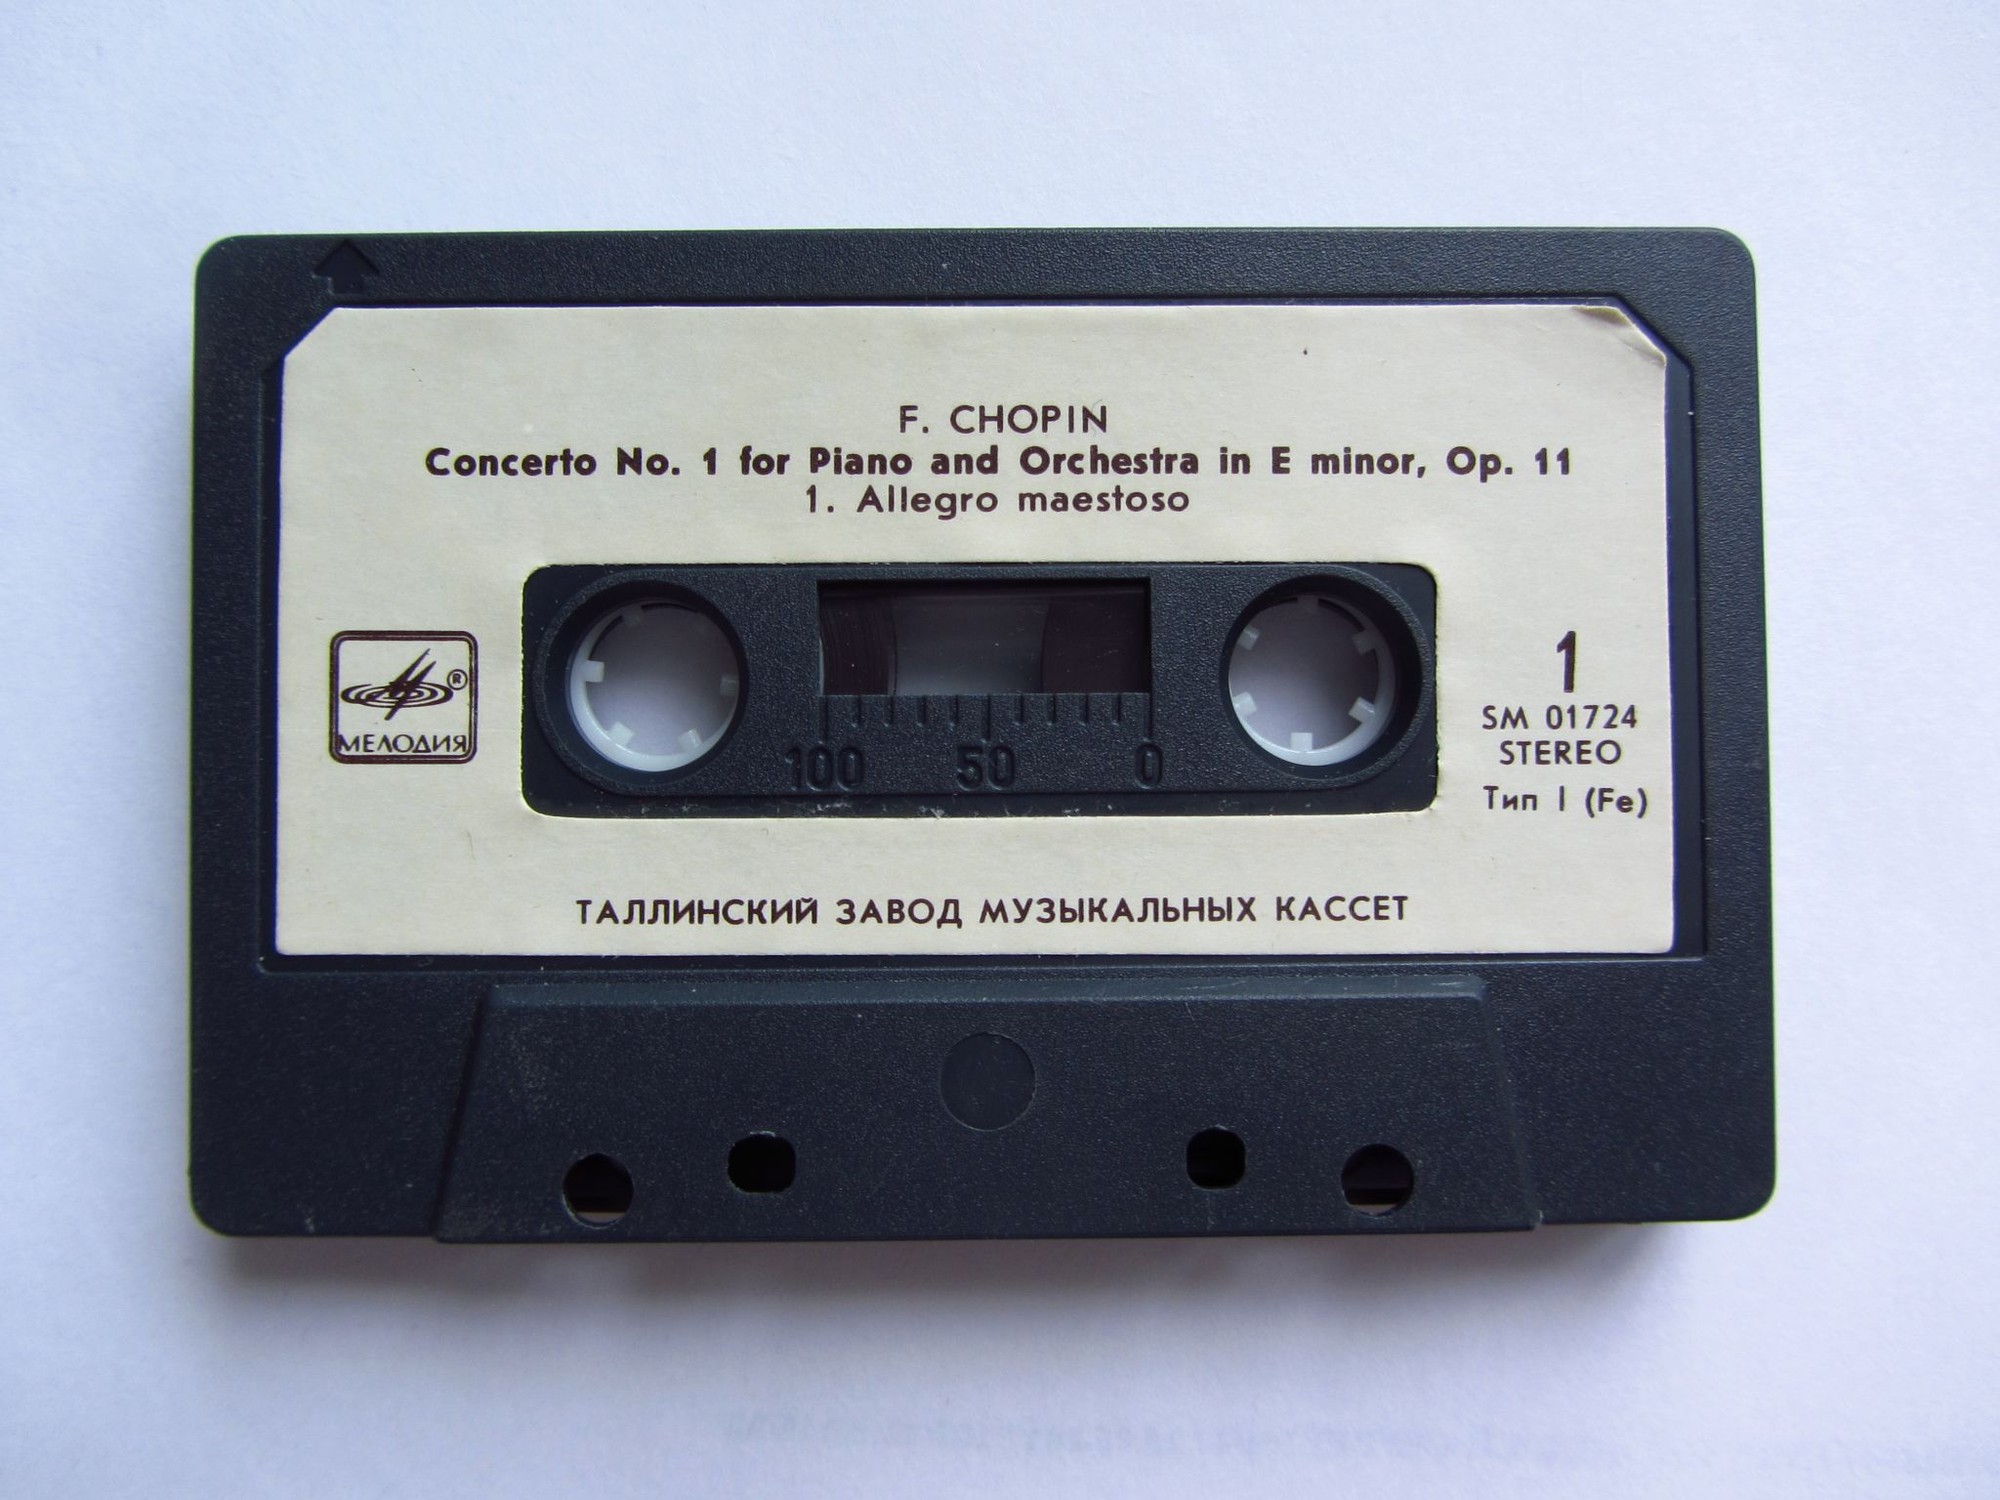 F. CHOPIN
Concerto No. 1 for Piano and Orchestra in E minor, Op. 11
1. Allegro maestoso
®
МЕЛОДИЯ
100 50 0
1
SM 01724
STEREO
Тип I (Fe)
ТАЛЛИНСКИЙ ЗАВОД МУЗЫКАЛЬНЫХ КАССЕТ